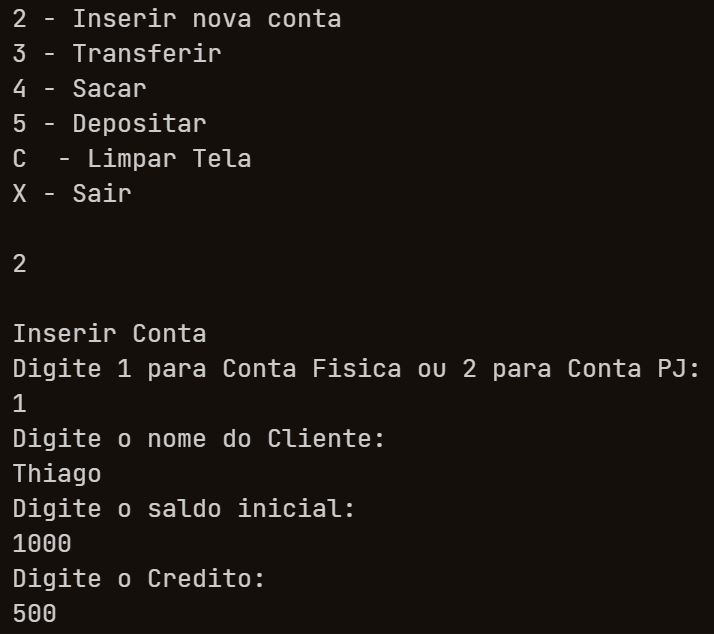 2 - Inserir nova conta
3 - Transferir
4 - Sacar
5 - Depositar
C  - Limpar Tela
X - Sair
2
Inserir Conta
Digite 1 para Conta Fisica ou 2 para Conta PJ:
1
Digite o nome do Cliente:
Thiago
Digite o saldo inicial:
1000
Digite o Credito:
500